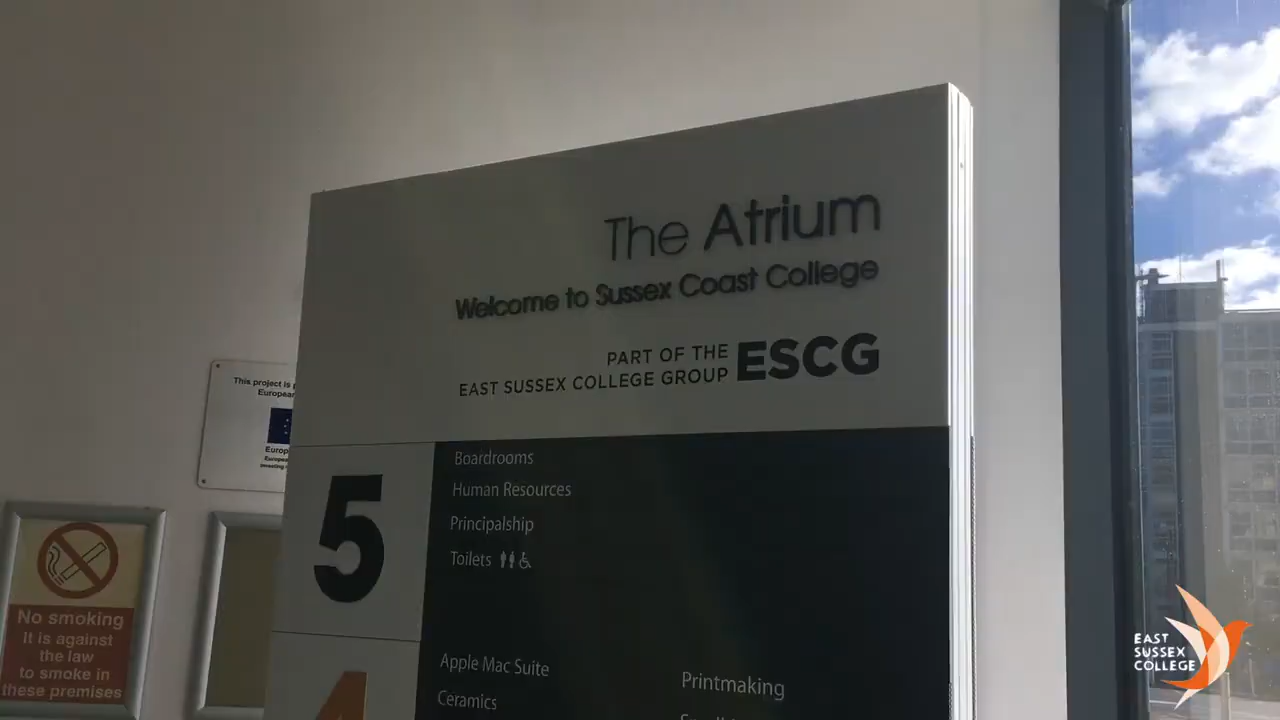 The Atrium
Welcome to Sussex Coast College
PART OF THE
EAST SUSSEX COLLEGE GROUP
ESCG
This project is
European
5
Boardrooms
Human Resources
Principalship
Toilets
4
Apple Mac Suite
Ceramics
Printmaking
No smoking
It is against
the law
to smoke in
these premises
EAST
SUSSEX
COLLEGE